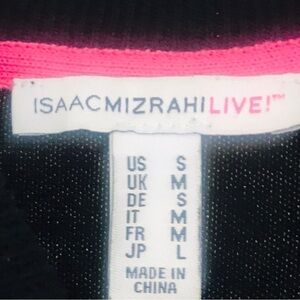 ISAACMIZRAHILIVE!™
US S
UK M
DE S
IT M
FR M
JP L
MADE IN
CHINA